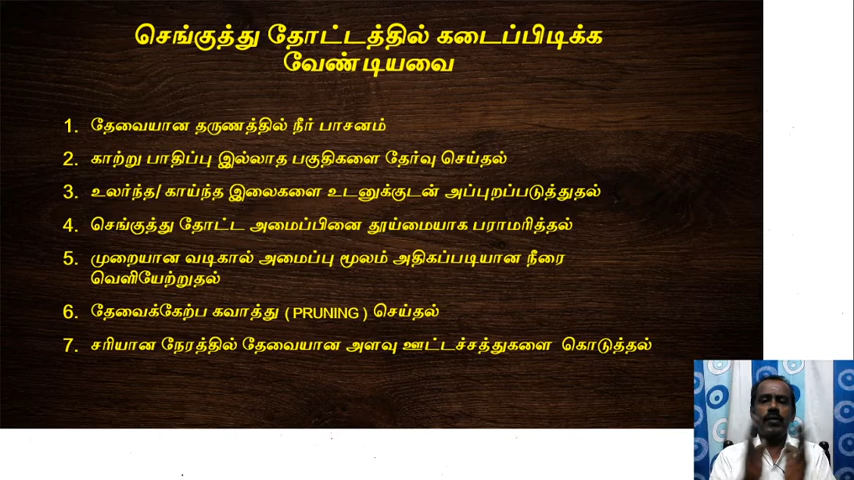 செங்குத்து தோட்டத்தில் கடைப்பிடிக்க
வேண்டியவை
1. தேவையான தருணத்தில் நீர் பாசனம்
2. காற்று பாதிப்பு இல்லாத பகுதிகளை தேர்வு செய்தல்
3. உலர்ந்த/ காய்ந்த இலைகளை உடனுக்குடன் அப்புறப்படுத்துதல்
4. செங்குத்து தோட்ட அமைப்பினை தூய்மையாக பராமரித்தல்
5. முறையான வடிகால் அமைப்பு மூலம் அதிகப்படியான நீரை
வெளியேற்றுதல்
6. தேவைக்கேற்ப கவாத்து ( PRUNING ) செய்தல்
7. சரியான நேரத்தில் தேவையான அளவு ஊட்டச்சத்துகளை கொடுத்தல்